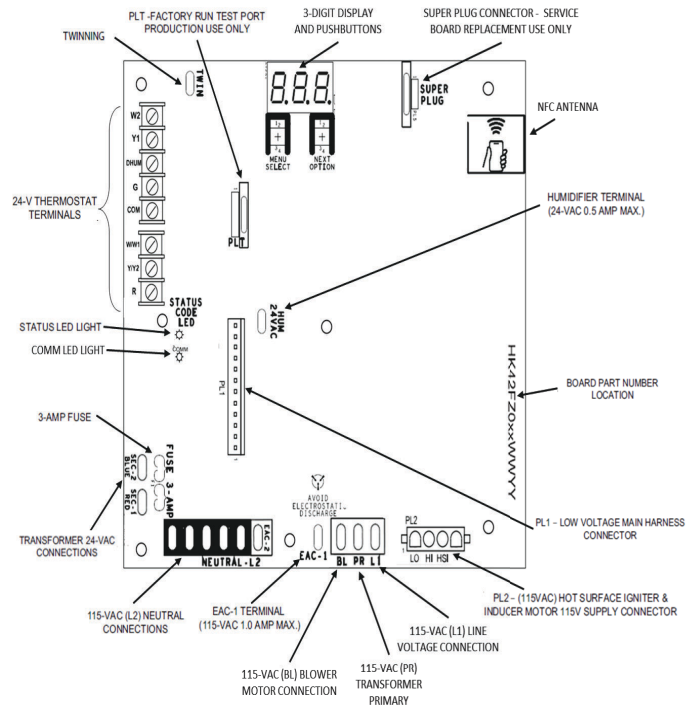 PLT -FACTORY RUN TEST PORT
PRODUCTION USE ONLY
3-DIGIT DISPLAY
AND PUSHBUTTONS
SUPER PLUG CONNECTOR - SERVICE
BOARD REPLACEMENT USE ONLY
TWINNING
TWIN
8.8.8.
SUPER
PLUG
PL5
NFC ANTENNA
MENU
SELECT
NEXT
OPTION
W2
Y1
DHUM
G
COM
W/W1
Y/Y2
R
24-V THERMOSTAT
TERMINALS
PLT
HUMIDIFIER TERMINAL
(24-VAC 0.5 AMP MAX.)
HUM
24VAC
STATUS
CODE
LED
STATUS LED LIGHT
COMM
COMM LED LIGHT
PL1
HK42FZ0xxWWYY
BOARD PART NUMBER
LOCATION
3-AMP FUSE
FUSE 3-AMP
SEC-2
BLUE
SEC-1
RED
TRANSFORMER 24-VAC
CONNECTIONS
AVOID
ELECTROSTATI
DISCHARGE
EAC-2
NEUTRAL-L2
EAC-1
BL PR L1
PL2
1
LO HI HSI
PL1 - LOW VOLTAGE MAIN HARNESS
CONNECTOR
115-VAC (L2) NEUTRAL
CONNECTIONS
EAC-1 TERMINAL
(115-VAC 1.0 AMP MAX.)
PL2 - (115VAC) HOT SURFACE IGNITER &
INDUCER MOTOR 115V SUPPLY CONNECTOR
115-VAC (L1) LINE
VOLTAGE CONNECTION
115-VAC (BL) BLOWER
MOTOR CONNECTION
115-VAC (PR)
TRANSFORMER
PRIMARY